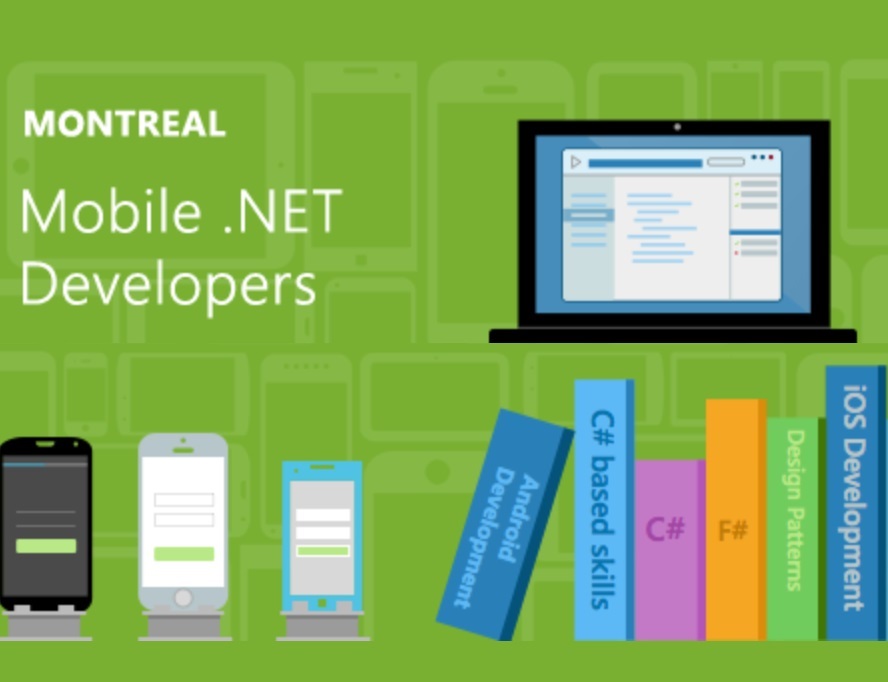 MONTREAL
Mobile .NET
Developers
Android
Development
C# based skills
C#
F#
Design Patterns
iOS Development